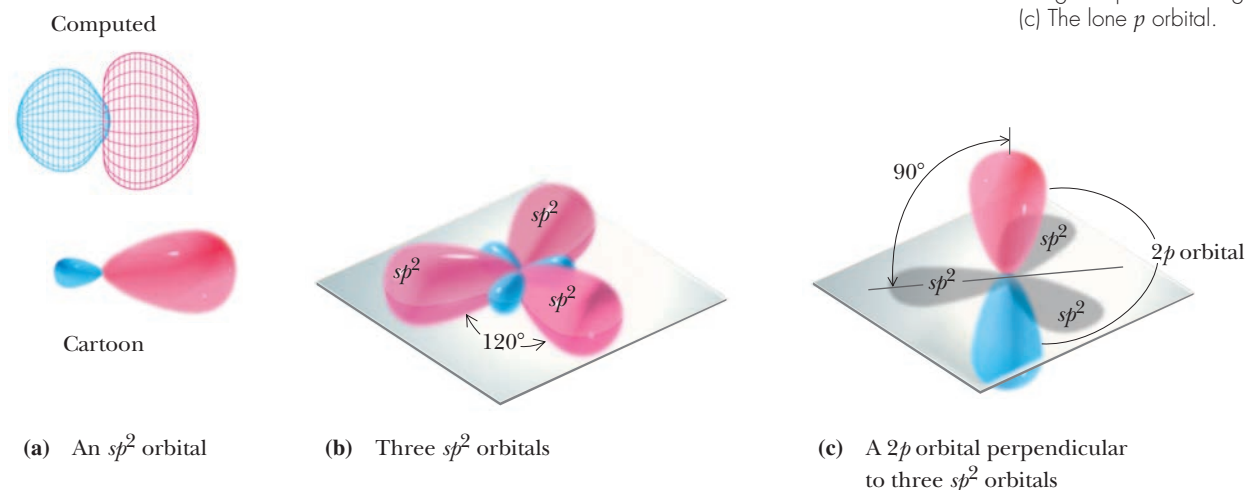 Computed
(c) The lone p orbital.
Cartoon
sp²
sp²
sp²
120°
90°
sp²
sp²
sp²
2p orbital
(a) An sp² orbital
(b) Three sp² orbitals
(c) A 2p orbital perpendicular
to three sp² orbitals